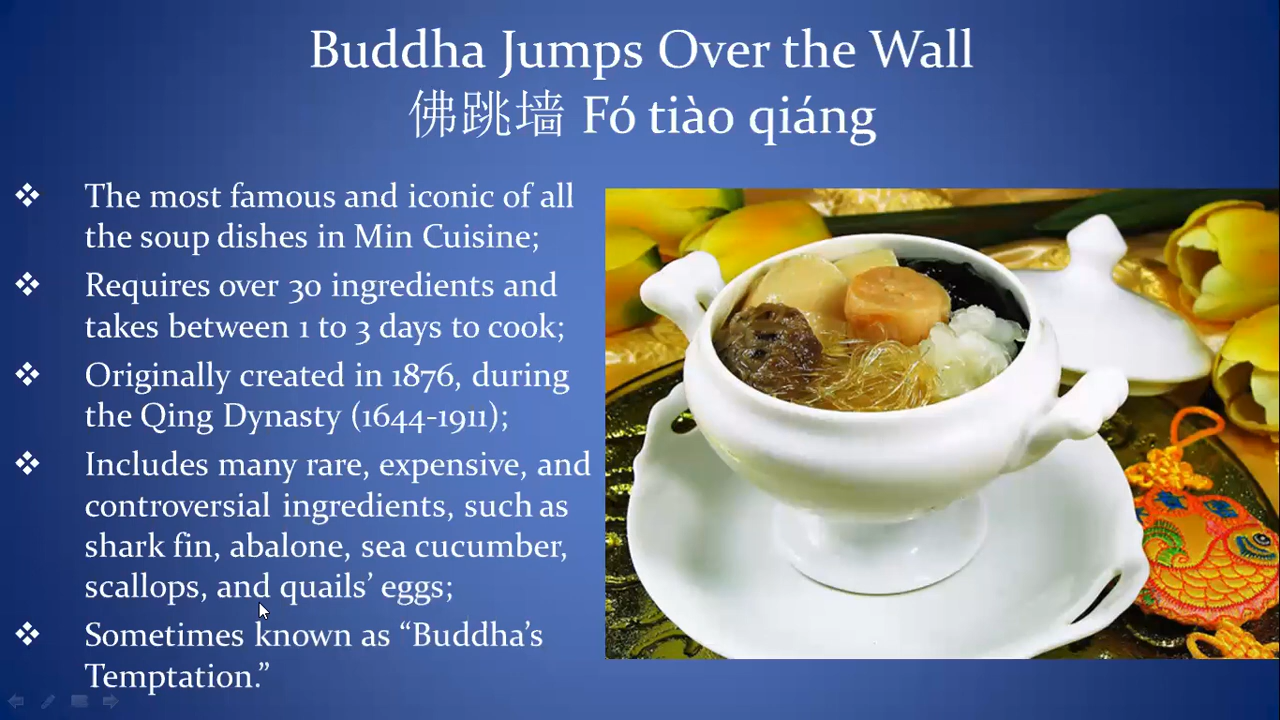 Buddha Jumps Over the Wall
佛跳墙 Fó tiào qiáng
❖ The most famous and iconic of all
the soup dishes in Min Cuisine;
❖ Requires over 30 ingredients and
takes between 1 to 3 days to cook;
❖ Originally created in 1876, during
the Qing Dynasty (1644-1911);
❖ Includes many rare, expensive, and
controversial ingredients, such as
shark fin, abalone, sea cucumber,
scallops, and quails’ eggs;
❖ Sometimes known as “Buddha’s
Temptation.”